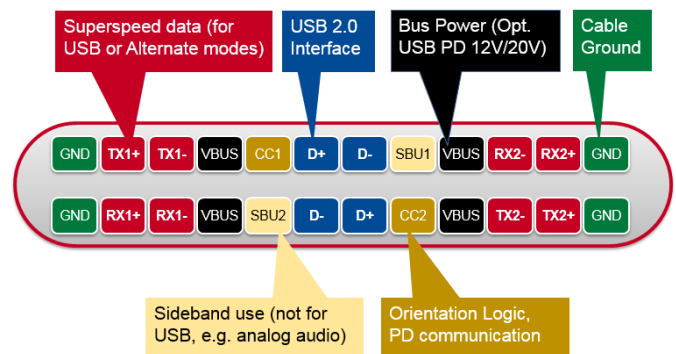 Superspeed data (for
USB or Alternate modes)
USB 2.0
Interface
Bus Power (Opt.
USB PD 12V/20V)
Cable
Ground
GND TX1+ TX1- VBUS CC1 D+ D- SBU1 VBUS RX2- RX2+ GND
GND RX1+ RX1- VBUS SBU2 D- D+ CC2 VBUS TX2- TX2+ GND
Sideband use (not for
USB, e.g. analog audio)
Orientation Logic,
PD communication